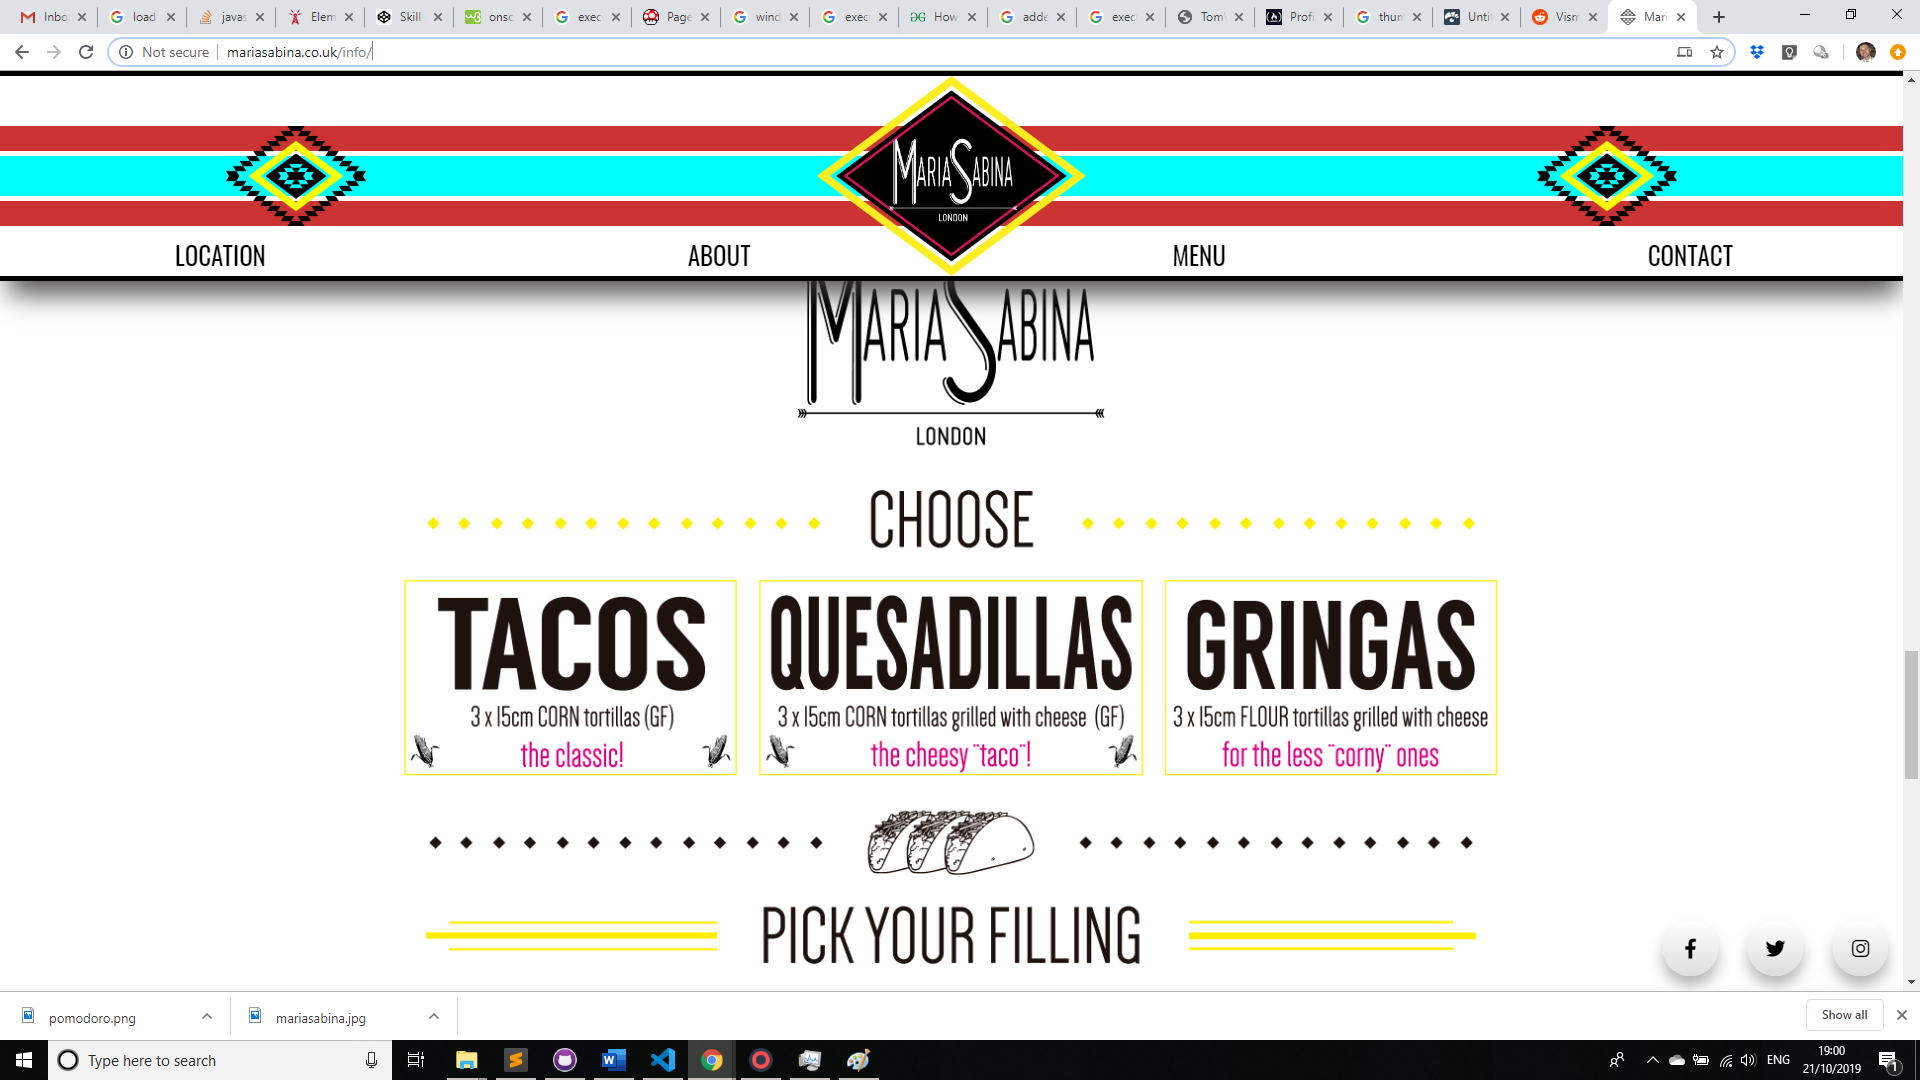 Inbo
load
javas
Elem
Skill
onsc
exec
Page
wind
exec
How
adde
exec
Tom'
Profi
thun
Unti
Vism
Mari
Not secure
mariasabina.co.uk/info/
MARIA SABINA
LONDON
LOCATION
ABOUT
MENU
CONTACT
MARIA SABINA
LONDON
CHOOSE
TACOS
3 x 15cm CORN tortillas (GF)
the classic!
QUESADILLAS
3 x 15cm CORN tortillas grilled with cheese (GF)
the cheesy ¨taco¨!
GRINGAS
3 x 15cm FLOUR tortillas grilled with cheese
for the less ¨corny¨ ones
PICK YOUR FILLING
pomodoro.png
mariasabina.jpg
Show all
Type here to search
ENG
19:00
21/10/2019
1